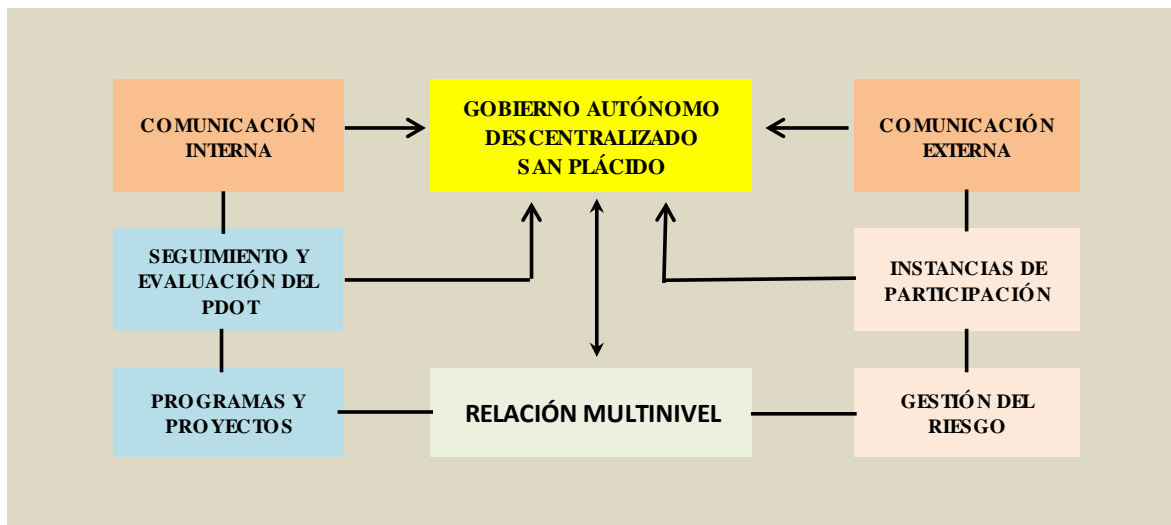 COMUNICACIÓN
INTERNA
GOBIERNO AUTÓNOMO
DESCENTRALIZADO
SAN PLÁCIDO
COMUNICACIÓN
EXTERNA
SEGUIMIENTO Y
EVALUACIÓN DEL
PDOT
INSTANCIAS DE
PARTICIPACIÓN
PROGRAMAS Y
PROYECTOS
RELACIÓN MULTINIVEL
GESTIÓN DEL
RIESGO